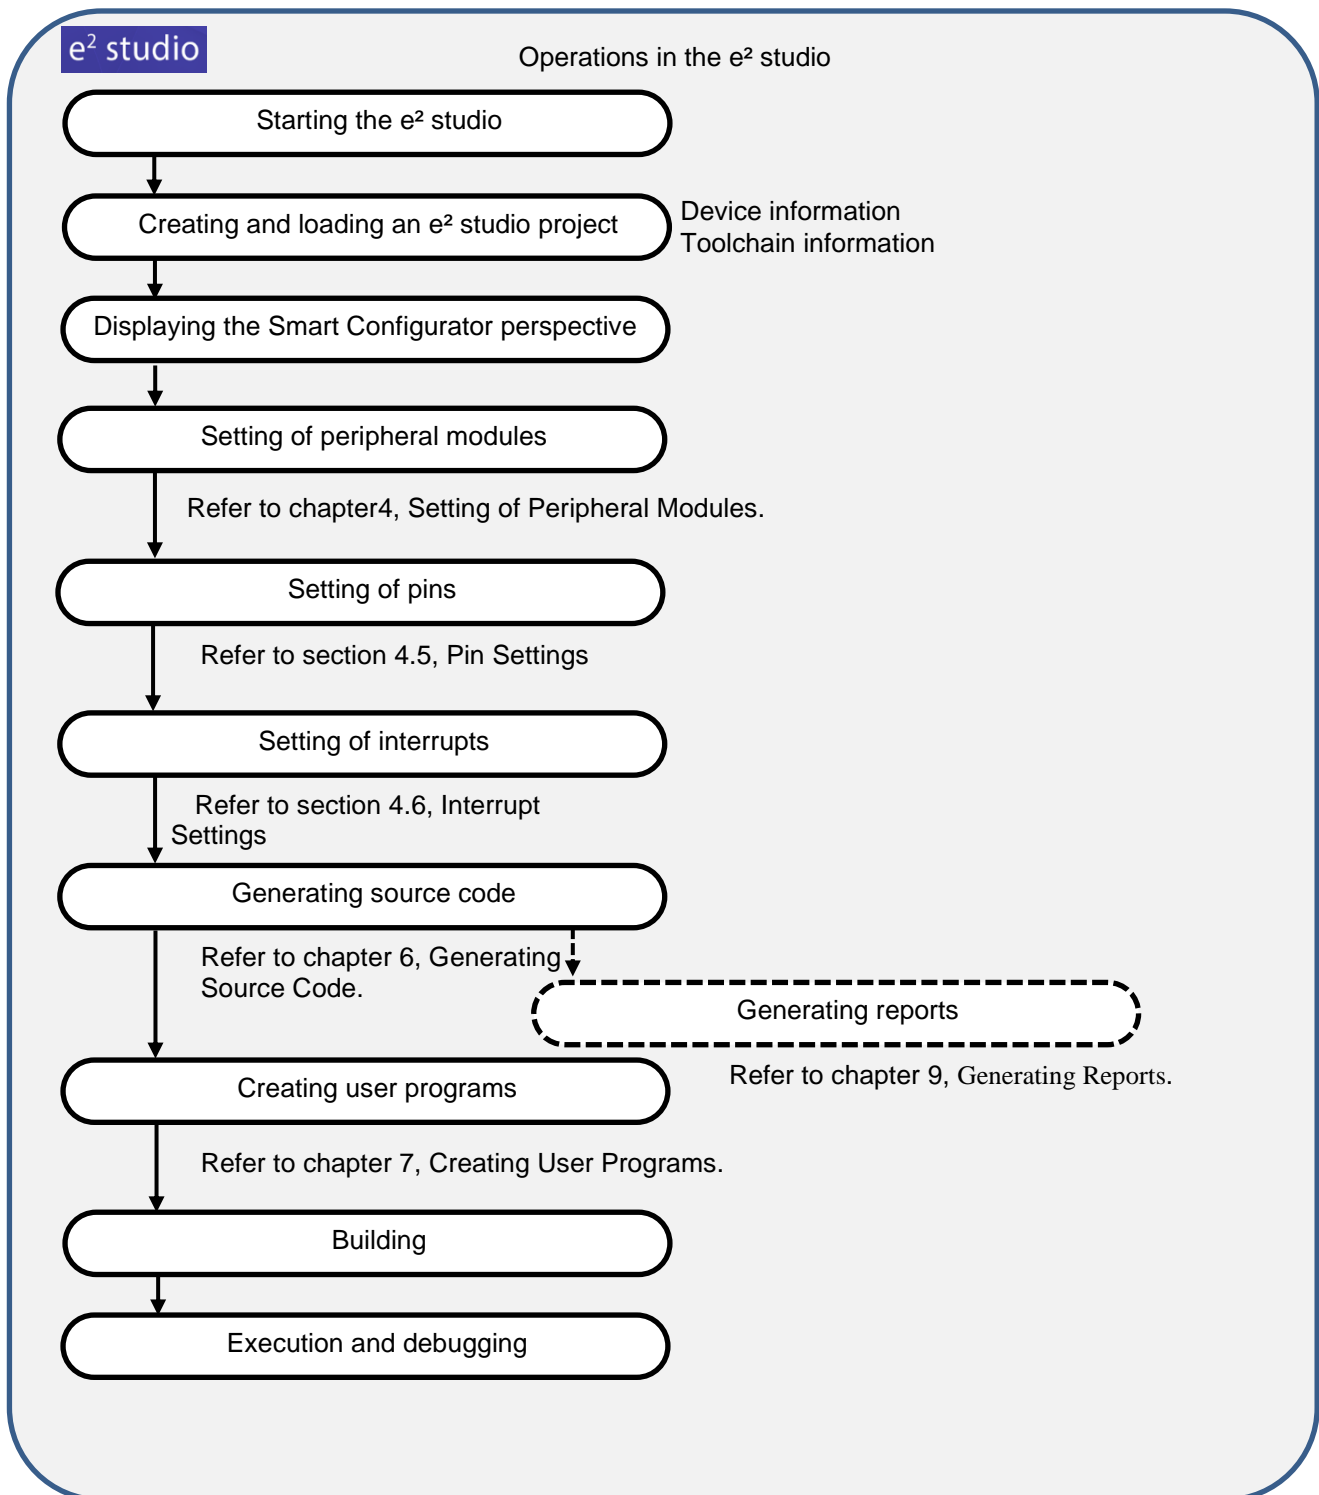 e² studio
Operations in the e² studio
Starting the e² studio
Creating and loading an e² studio project
Device information
Toolchain information
Displaying the Smart Configurator perspective
Setting of peripheral modules
Refer to chapter4, Setting of Peripheral Modules.
Setting of pins
Refer to section 4.5, Pin Settings
Setting of interrupts
Refer to section 4.6, Interrupt
Settings
Generating source code
Refer to chapter 6, Generating
Source Code.
Generating reports
Refer to chapter 9, Generating Reports.
Creating user programs
Refer to chapter 7, Creating User Programs.
Building
Execution and debugging